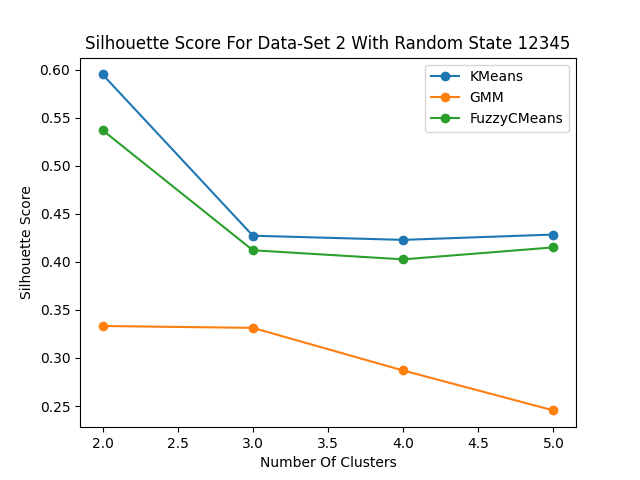 Silhouette Score For Data-Set 2 With Random State 12345
KMeans
GMM
FuzzyCMeans
Silhouette Score
0.60
0.55
0.50
0.45
0.40
0.35
0.30
0.25
2.0 2.5 3.0 3.5 4.0 4.5 5.0
Number Of Clusters